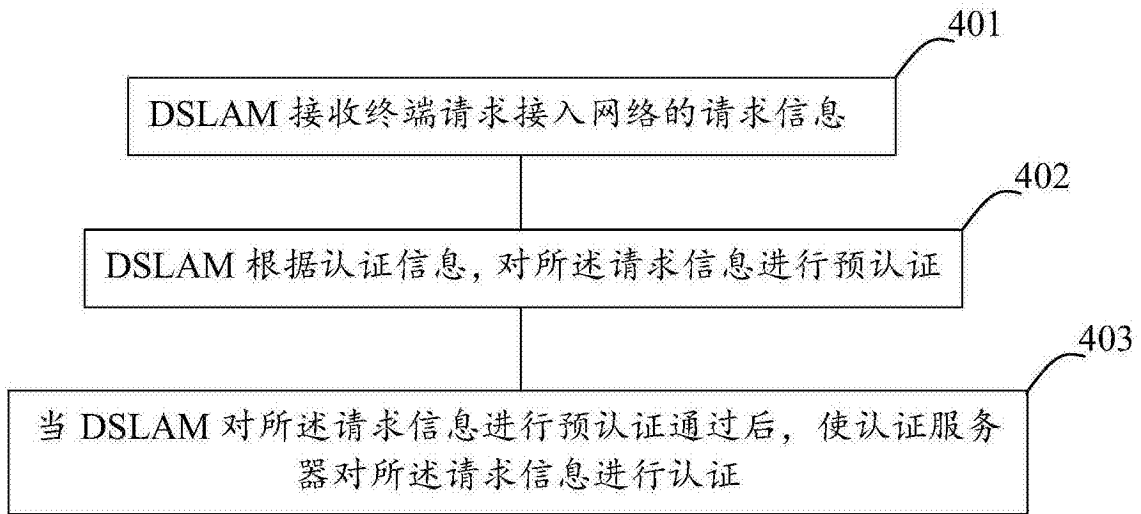 401
DSLAM 接收终端请求接入网络的请求信息
402
DSLAM 根据认证信息，对所述请求信息进行预认证
403
当 DSLAM 对所述请求信息进行预认证通过后，使认证服务
器对所述请求信息进行认证